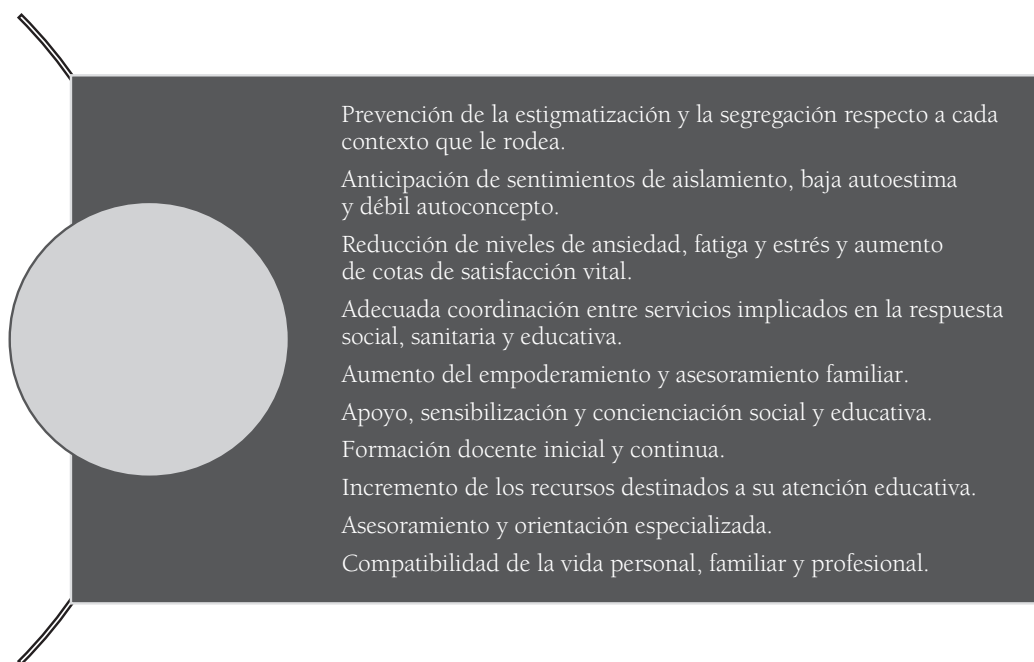 Prevención de la estigmatización y la segregación respecto a cada
contexto que le rodea.
Anticipación de sentimientos de aislamiento, baja autoestima
y débil autoconcepto.
Reducción de niveles de ansiedad, fatiga y estrés y aumento
de cotas de satisfacción vital.
Adecuada coordinación entre servicios implicados en la respuesta
social, sanitaria y educativa.
Aumento del empoderamiento y asesoramiento familiar.
Apoyo, sensibilización y concienciación social y educativa.
Formación docente inicial y continua.
Incremento de los recursos destinados a su atención educativa.
Asesoramiento y orientación especializada.
Compatibilidad de la vida personal, familiar y profesional.